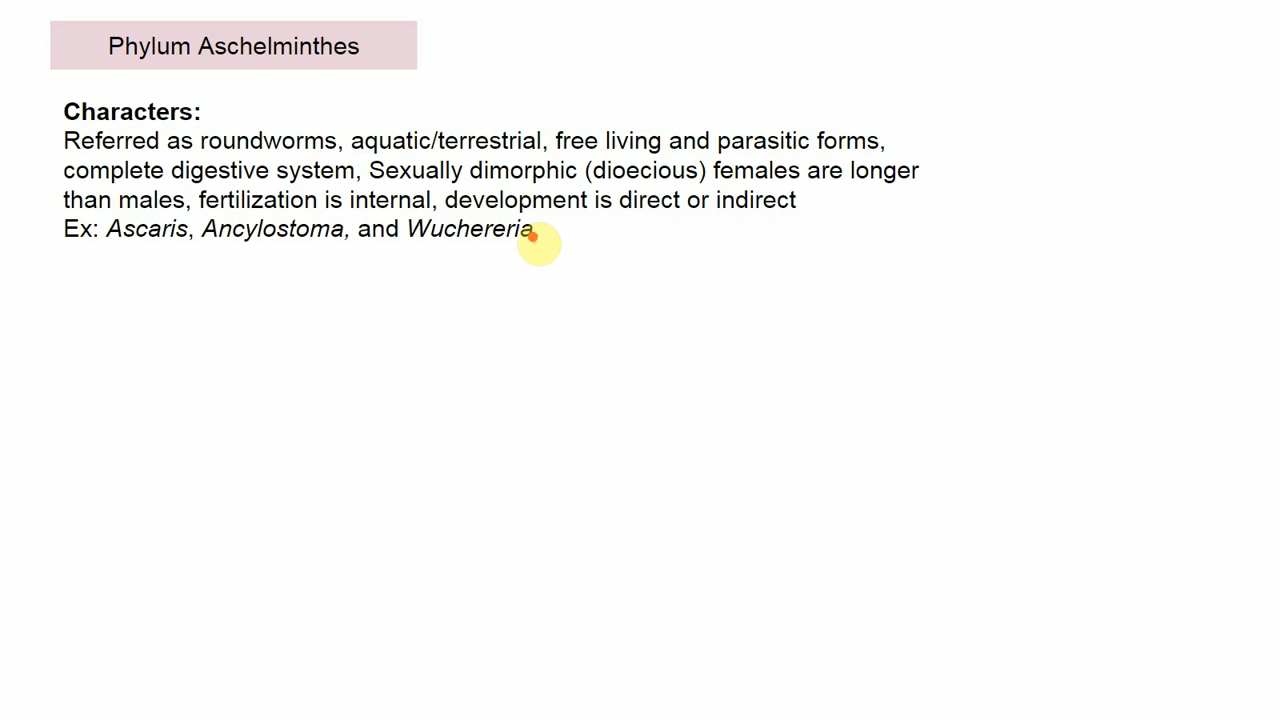 Phylum Aschelminthes
Characters:
Referred as roundworms, aquatic/terrestrial, free living and parasitic forms,
complete digestive system, Sexually dimorphic (dioecious) females are longer
than males, fertilization is internal, development is direct or indirect
Ex: Ascaris, Ancylostoma, and Wuchereria